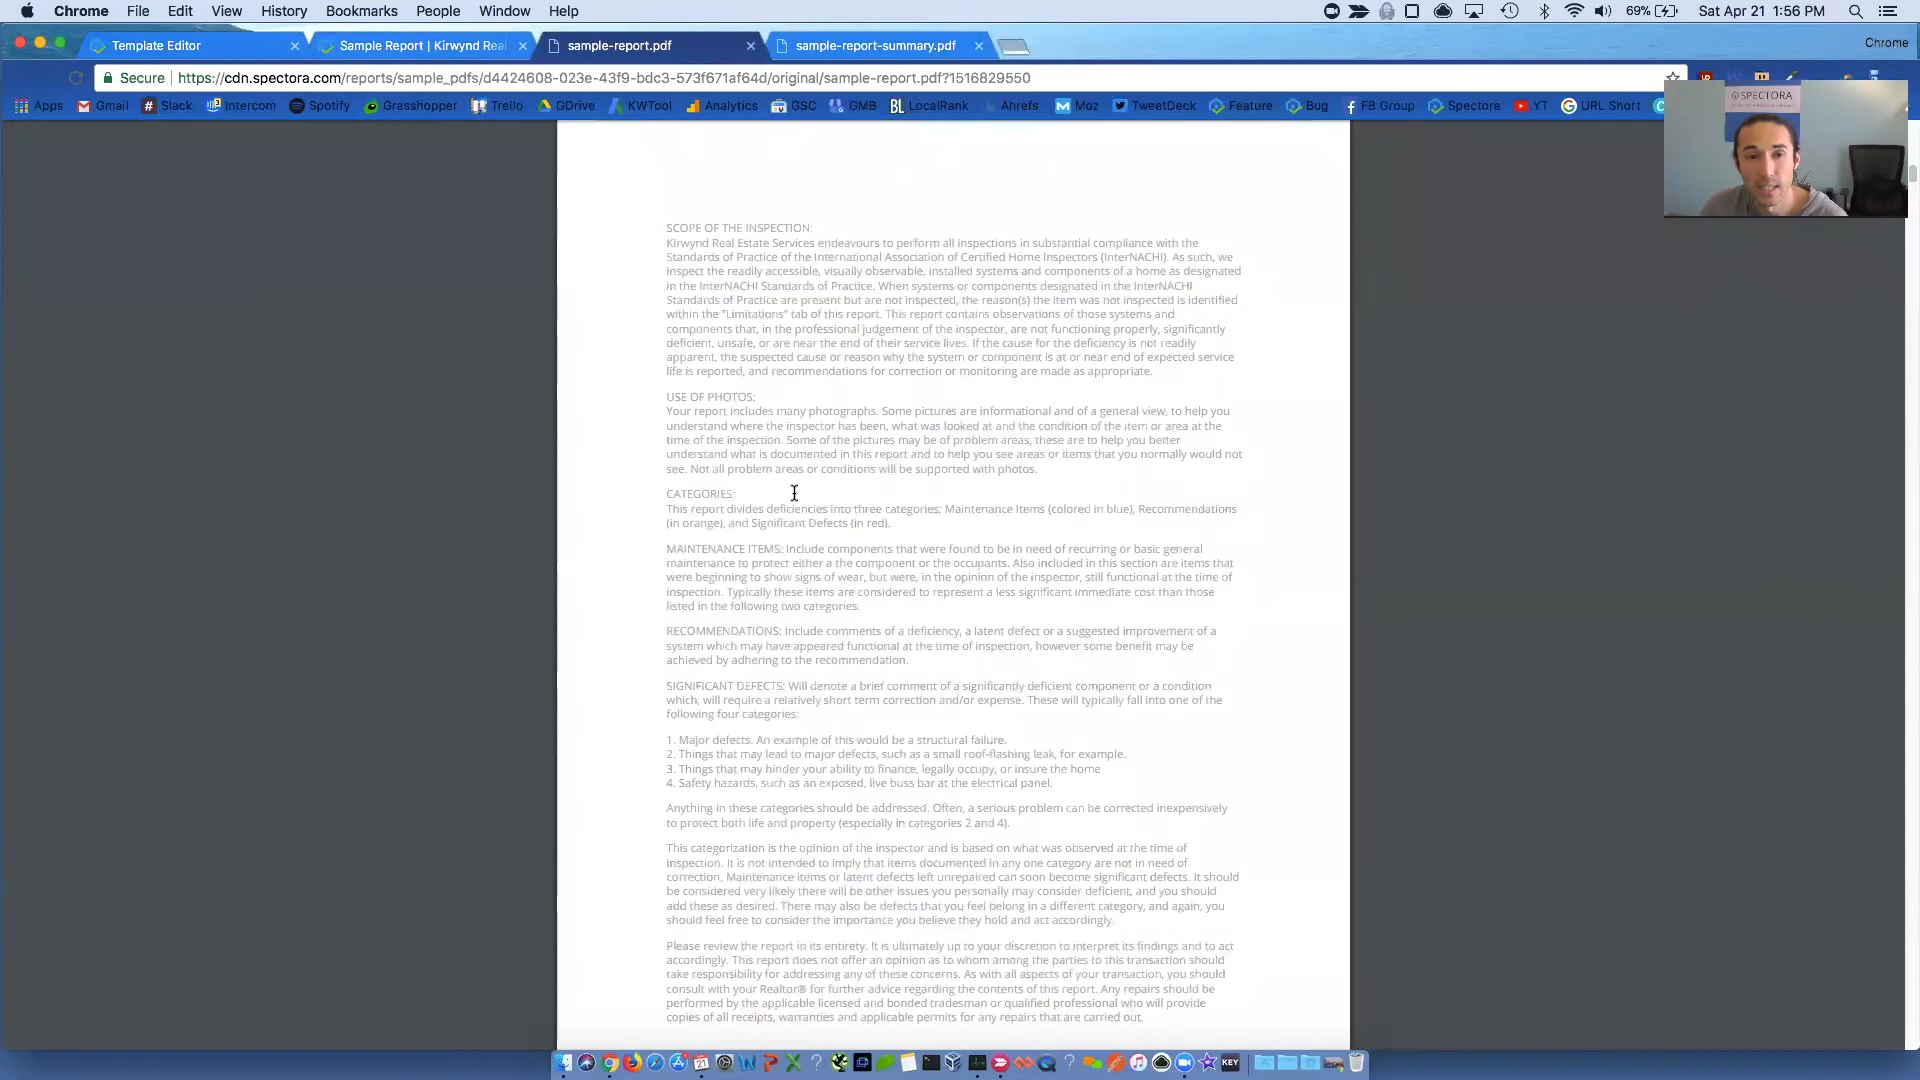 Chrome File Edit View History Bookmarks People Window Help 69% Sat Apr 21 1:56 PM
Template Editor Sample Report | Kirwynd Real sample-report.pdf sample-report-summary.pdf Chrome
Secure https://cdn.spectora.com/reports/sample_pdfs/d4424608-023e-43f9-bdc3-573f671af64d/original/sample-report.pdf?1516829550
Apps Gmail Slack Intercom Spotify Grasshopper Trello GDrive KWTool Analytics GSC GMB LocalRank Ahrefs Moz TweetDeck Feature Bug FB Group Spectora YT URL Short
SPECTORA
SCOPE OF THE INSPECTION:
Kirwynd Real Estate Services endeavours to perform all inspections in substantial compliance with the
Standards of Practice of the International Association of Certified Home Inspectors (InterNACHI). As such, we
inspect the readily accessible, visually observable, installed systems and components of a home as designated
in the InterNACHI Standards of Practice. When systems or components designated in the InterNACHI
Standards of Practice are present but are not inspected, the reason(s) the item was not inspected is identified
within the "Limitations" tab of this report. This report contains observations of those systems and
components that, in the professional judgement of the inspector, are not functioning properly, significantly
deficient, unsafe, or are near the end of their service lives. If the cause for the deficiency is not readily
apparent, the suspected cause or reason why the system or component is at or near end of expected service
life is reported, and recommendations for correction or monitoring are made as appropriate.
USE OF PHOTOS:
Your report includes many photographs. Some pictures are informational and of a general view, to help you
understand where the inspector has been, what was looked at and the condition of the item or area at the
time of the inspection. Some of the pictures may be of problem areas, these are to help you better
understand what is documented in this report and to help you see areas or items that you normally would not
see. Not all problem areas or conditions will be supported with photos.
CATEGORIES:
This report divides deficiencies into three categories; Maintenance Items (colored in blue), Recommendations
(in orange), and Significant Defects (in red).
MAINTENANCE ITEMS: Include components that were found to be in need of recurring or basic general
maintenance to protect either a the component or the occupants. Also included in this section are items that
were beginning to show signs of wear, but were, in the opinion of the inspector, still functional at the time of
inspection. Typically these items are considered to represent a less significant immediate cost than those
listed in the following two categories.
RECOMMENDATIONS: Include comments of a deficiency, a latent defect or a suggested improvement of a
system which may have appeared functional at the time of inspection, however some benefit may be
achieved by adhering to the recommendation.
SIGNIFICANT DEFECTS: Will denote a brief comment of a significantly deficient component or a condition
which, will require a relatively short term correction and/or expense. These will typically fall into one of the
following four categories:
1. Major defects. An example of this would be a structural failure.
2. Things that may lead to major defects, such as a small roof-flashing leak, for example.
3. Things that may hinder your ability to finance, legally occupy, or insure the home
4. Safety hazards, such as an exposed, live buss bar at the electrical panel.
Anything in these categories should be addressed. Often, a serious problem can be corrected inexpensively
to protect both life and property (especially in categories 2 and 4).
This categorization is the opinion of the inspector and is based on what was observed at the time of
inspection. It is not intended to imply that items documented in any one category are not in need of
correction. Maintenance items or latent defects left unrepaired can soon become significant defects. It should
be considered very likely there will be other issues you personally may consider deficient, and you should
add these as desired. There may also be defects that you feel belong in a different category, and again, you
should feel free to consider the importance you believe they hold and act accordingly.
Please review the report in its entirety. It is ultimately up to your discretion to interpret its findings and to act
accordingly. This report does not offer an opinion as to whom among the parties to this transaction should
take responsibility for addressing any of these concerns. As with all aspects of your transaction, you should
consult with your Realtor® for further advice regarding the contents of this report. Any repairs should be
performed by the applicable licensed and bonded tradesman or qualified professional who will provide
copies of all receipts, warranties and applicable permits for any repairs that are carried out.
KEY